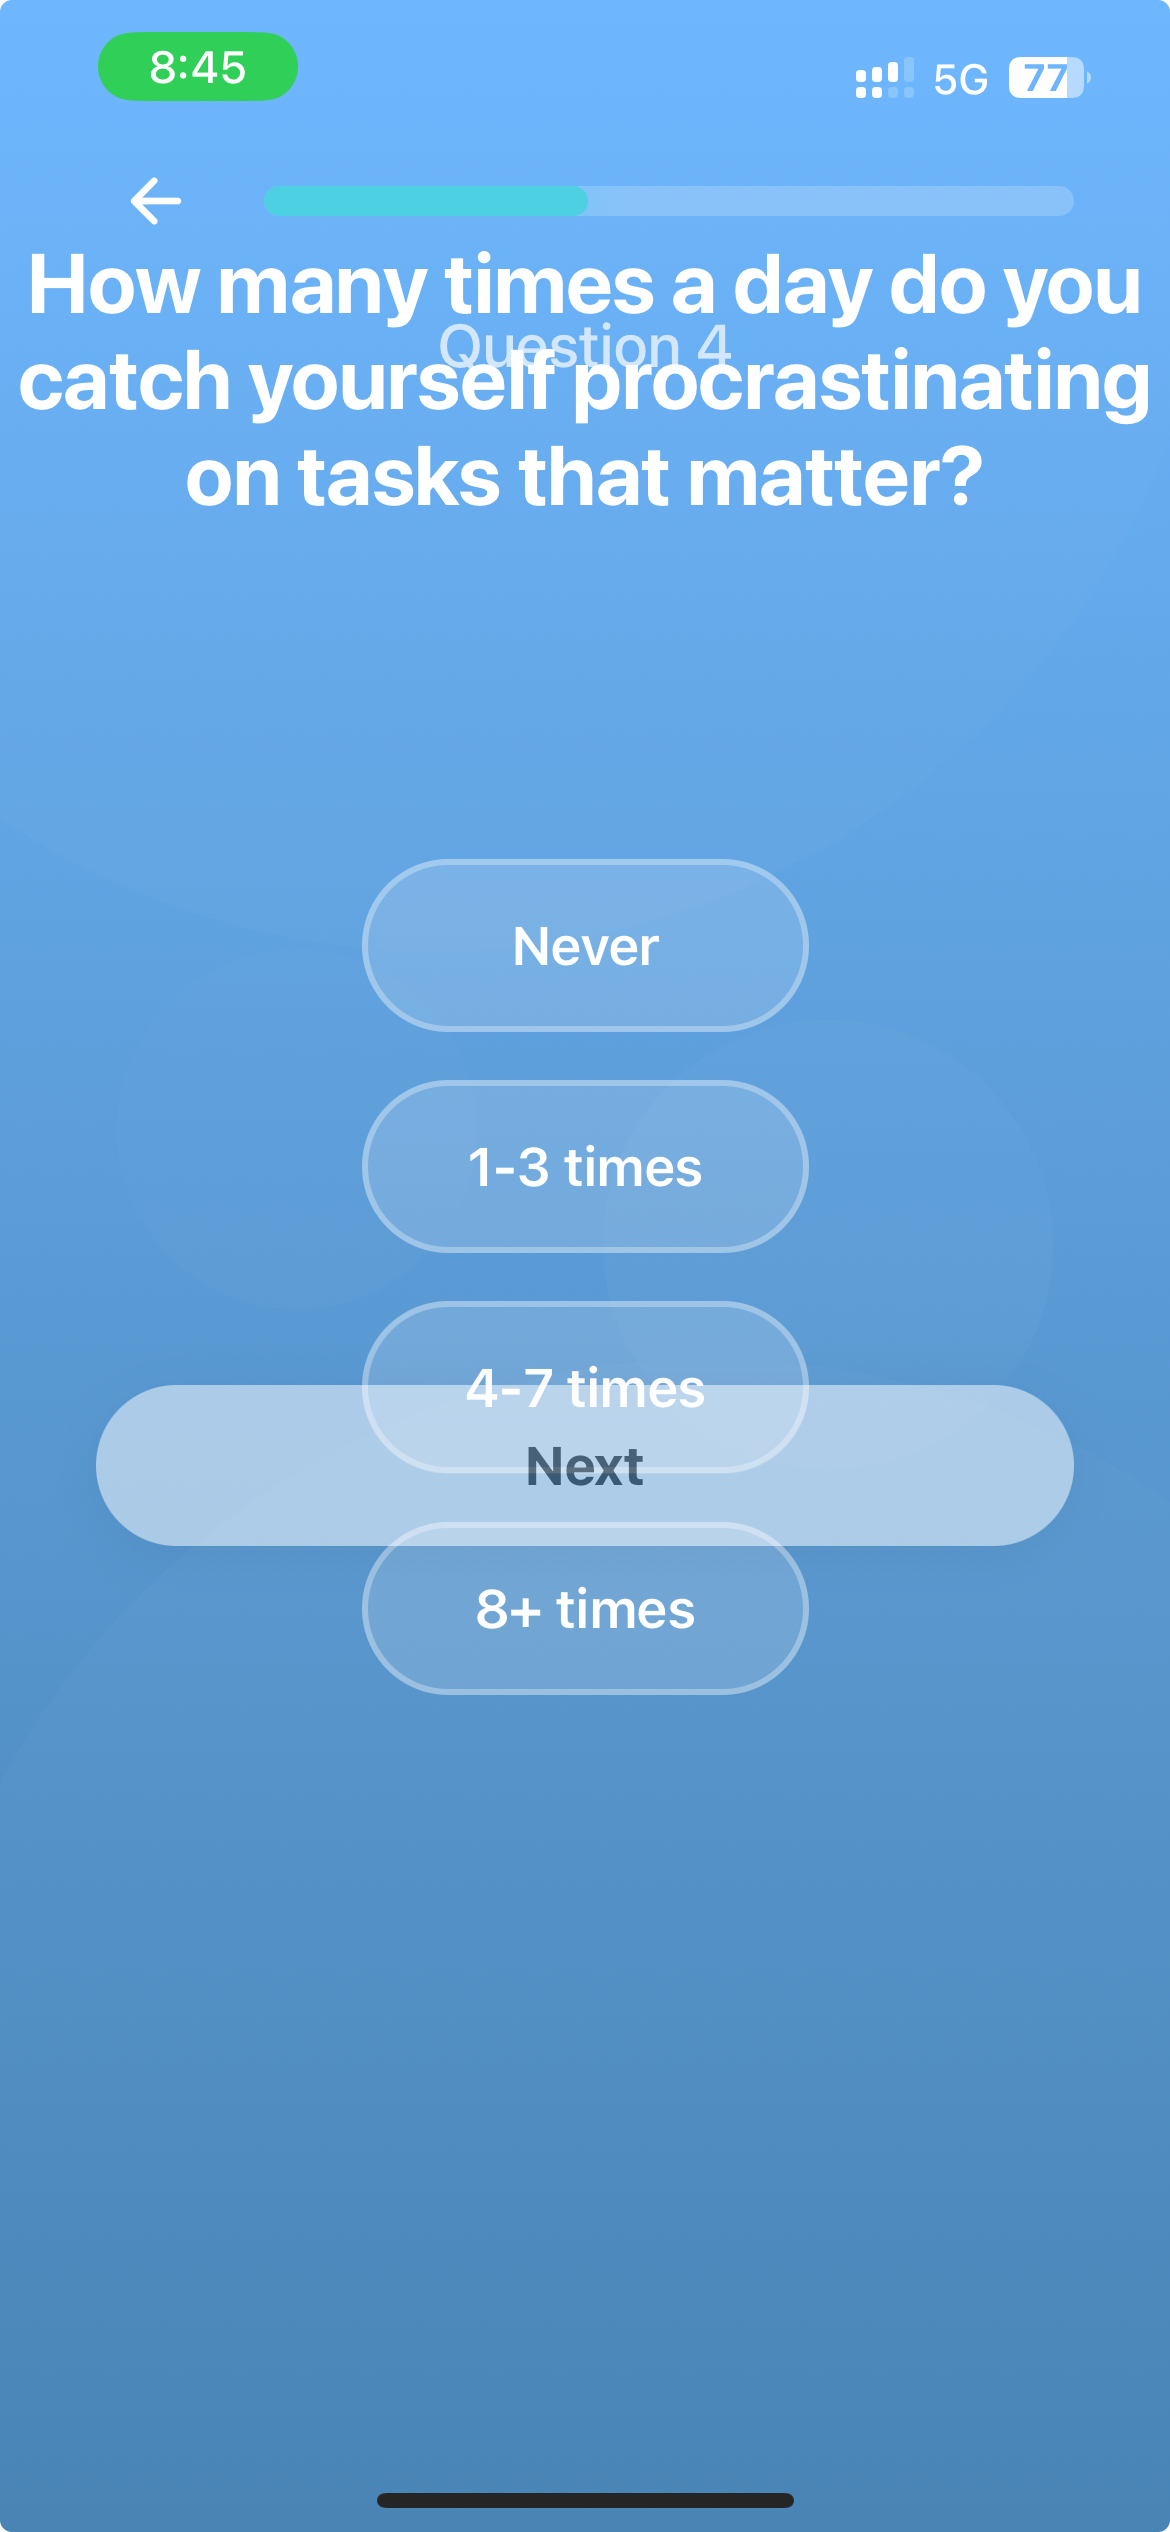 8:45
5G
77
How many times a day do you
Question 4
catch yourself procrastinating
on tasks that matter?
Never
1-3 times
4-7 times
Next
8+ times